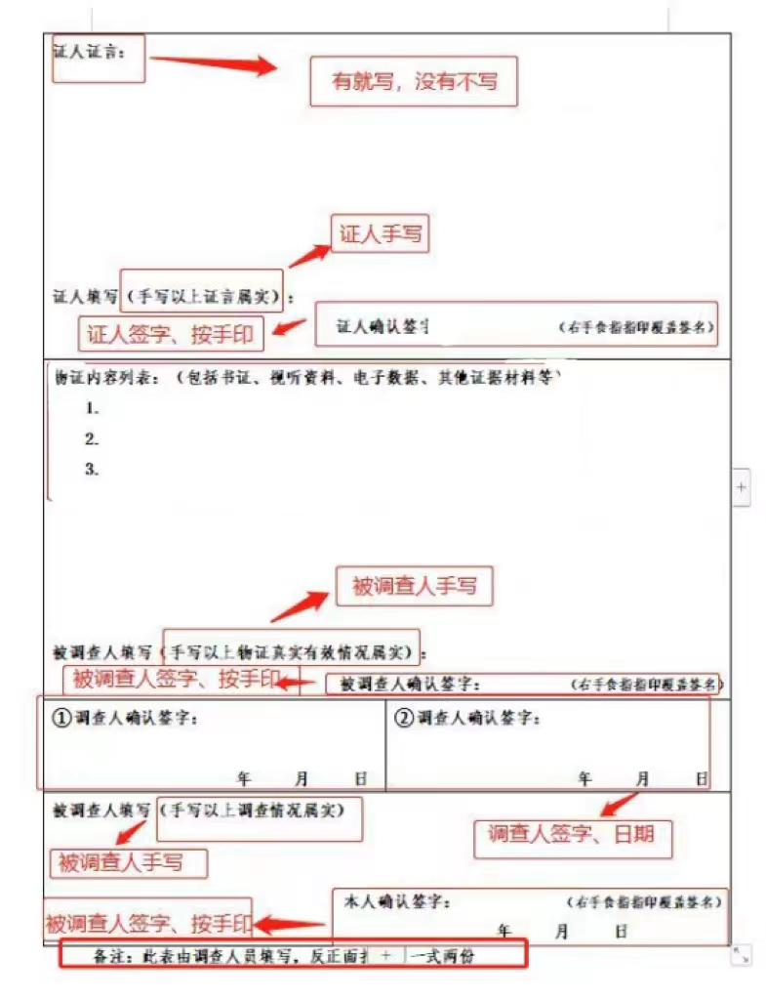 证人证言：
有就写，没有不写
证人手写
证人填写（手写以上证言属实）：
证人签字、按手印
证人确认签字
（右手食指指印覆盖签名）
物证内容列表：（包括书证、视听资料、电子数据、其他证据材料等）
1.
2.
3.
被调查人手写
被调查人填写（手写以上物证真实有效情况属实）：
被调查人签字、按手印
被调查人确认签字：
（右手食指指印覆盖签名）
①调查人确认签字：
②调查人确认签字：
年 月 日
年 月 日
被调查人填写（手写以上调查情况属实）
调查人签字、日期
被调查人手写
本人确认签字：
（右手食指指印覆盖签名）
被调查人签字、按手印
年 月 日
备注：此表由调查人员填写，反正面 一式两份